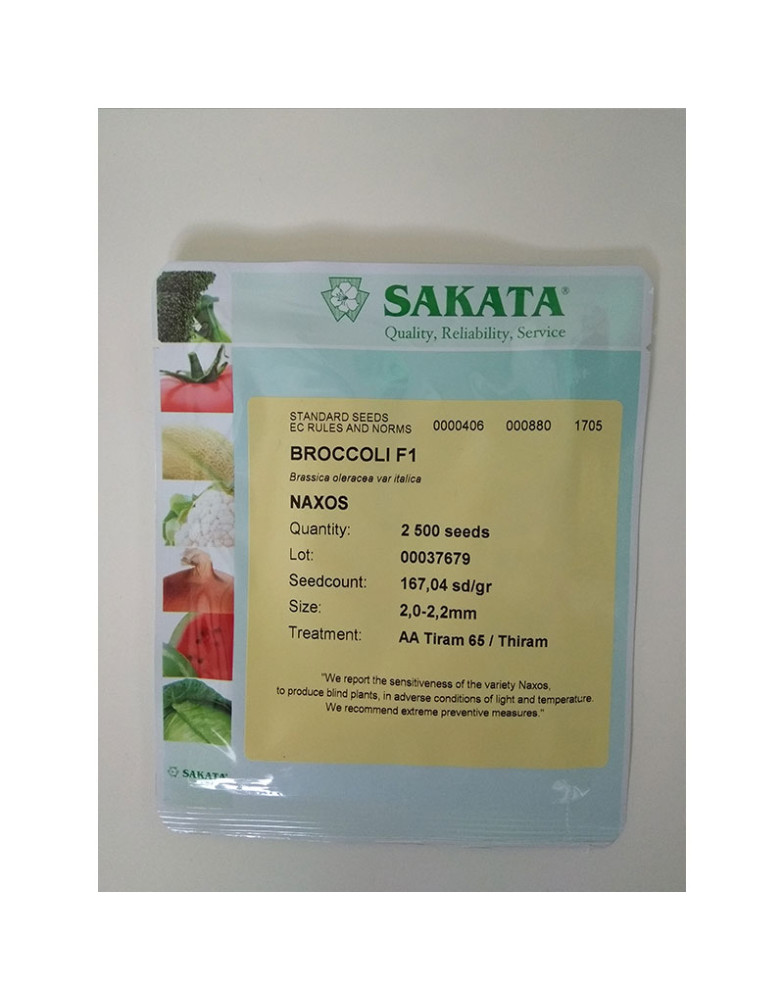 SAKATA®
Quality, Reliability, Service
STANDARD SEEDS
EC RULES AND NORMS 0000406 000880 1705
BROCCOLI F1
Brassica oleracea var italica
NAXOS
Quantity: 2 500 seeds
Lot: 00037679
Seedcount: 167,04 sd/gr
Size: 2,0-2,2mm
Treatment: AA Tiram 65 / Thiram
"We report the sensitiveness of the variety Naxos,
to produce blind plants, in adverse conditions of light and temperature.
We recommend extreme preventive measures."
SAKATA